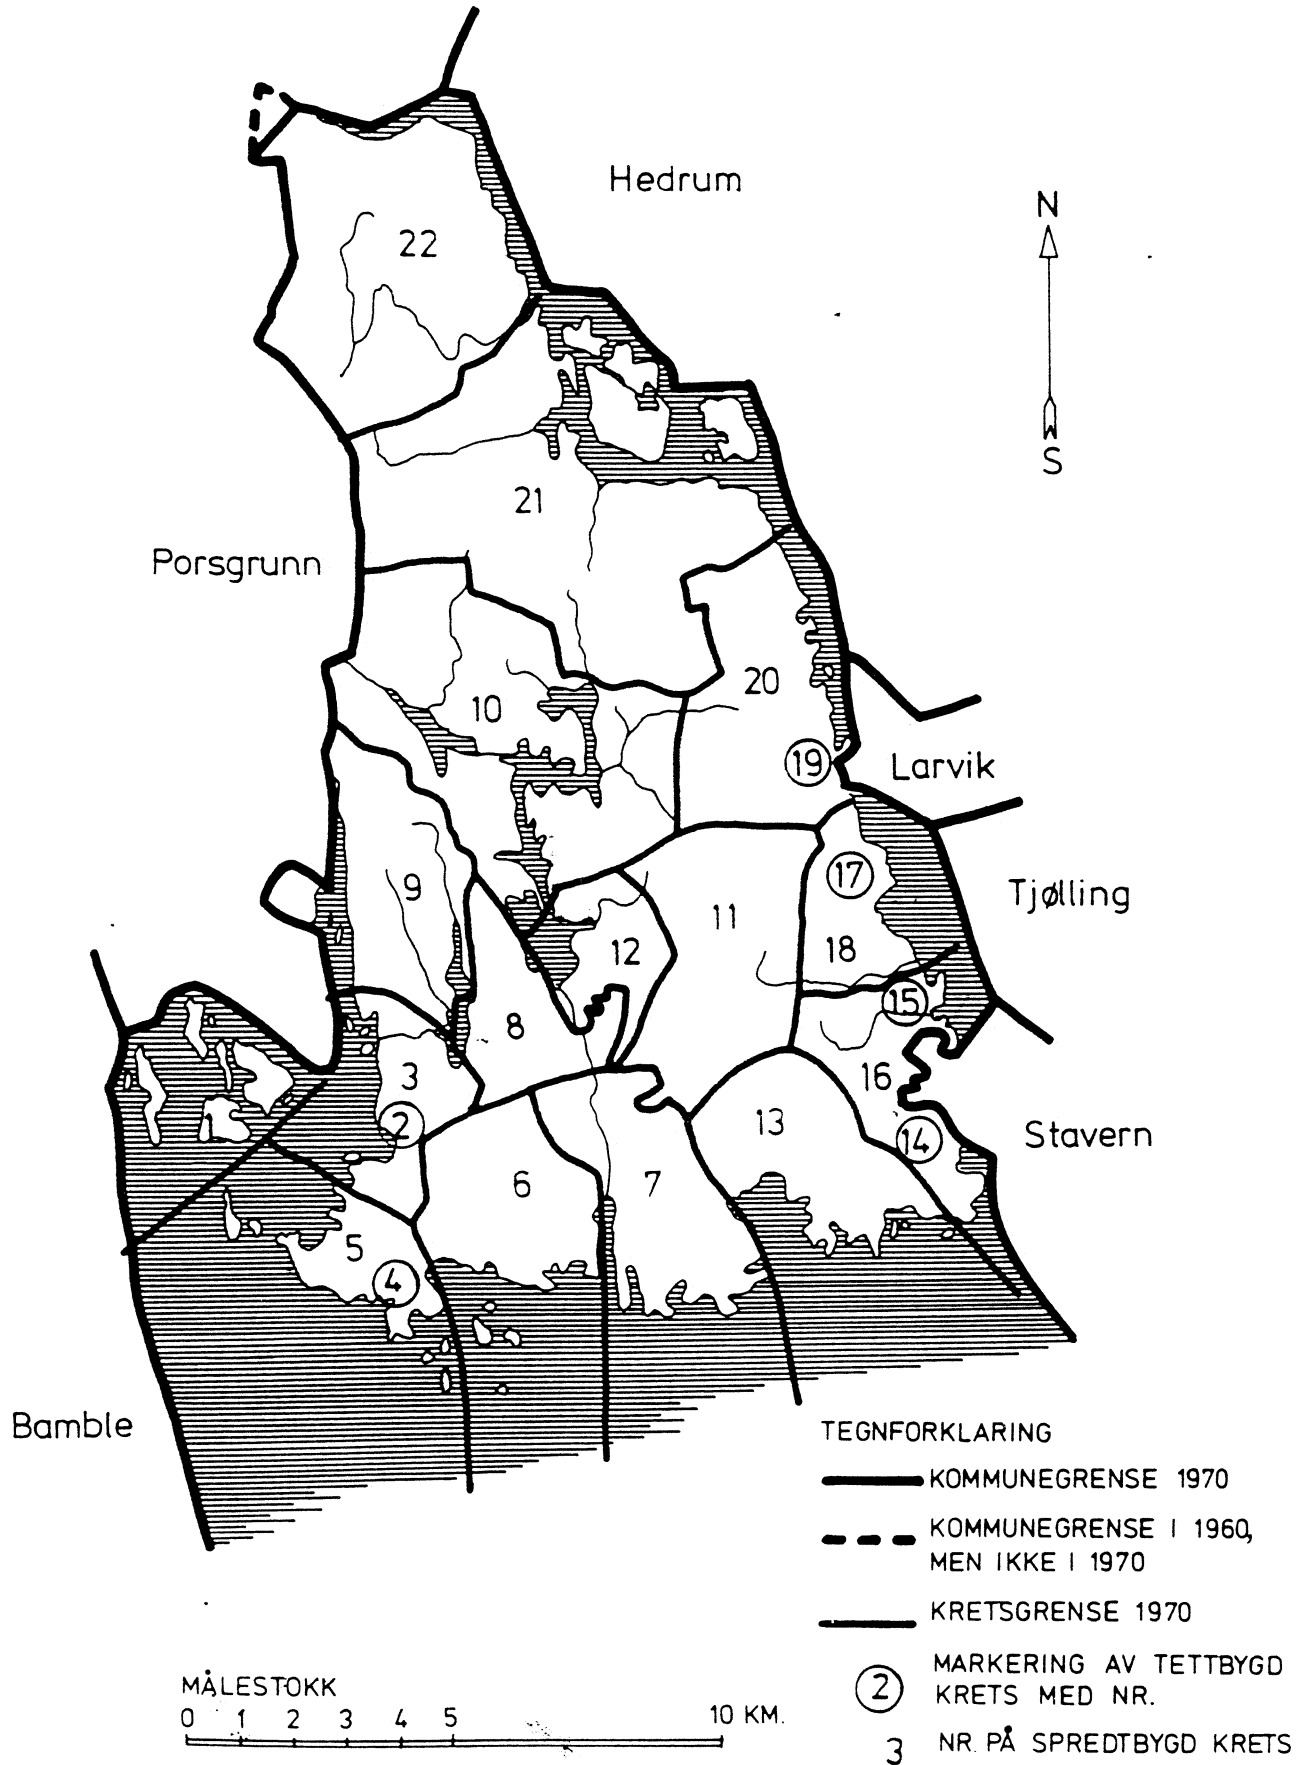 N
Hedrum
22
S
21
Porsgrunn
20
10
19
Larvik
17
9
Tjølling
11
12
18
15
8
3
16
1
2
13
14
Stavern
6
7
5
4
Bamble
TEGNFORKLARING
KOMMUNEGRENSE 1970
KOMMUNEGRENSE I 1960,
MEN IKKE I 1970
KRETSGRENSE 1970
2 MARKERING AV TETTBYGD
KRETS MED NR.
3 NR. PÅ SPREDTBYGD KRETS
MÅLESTOKK
0 1 2 3 4 5 10 KM.